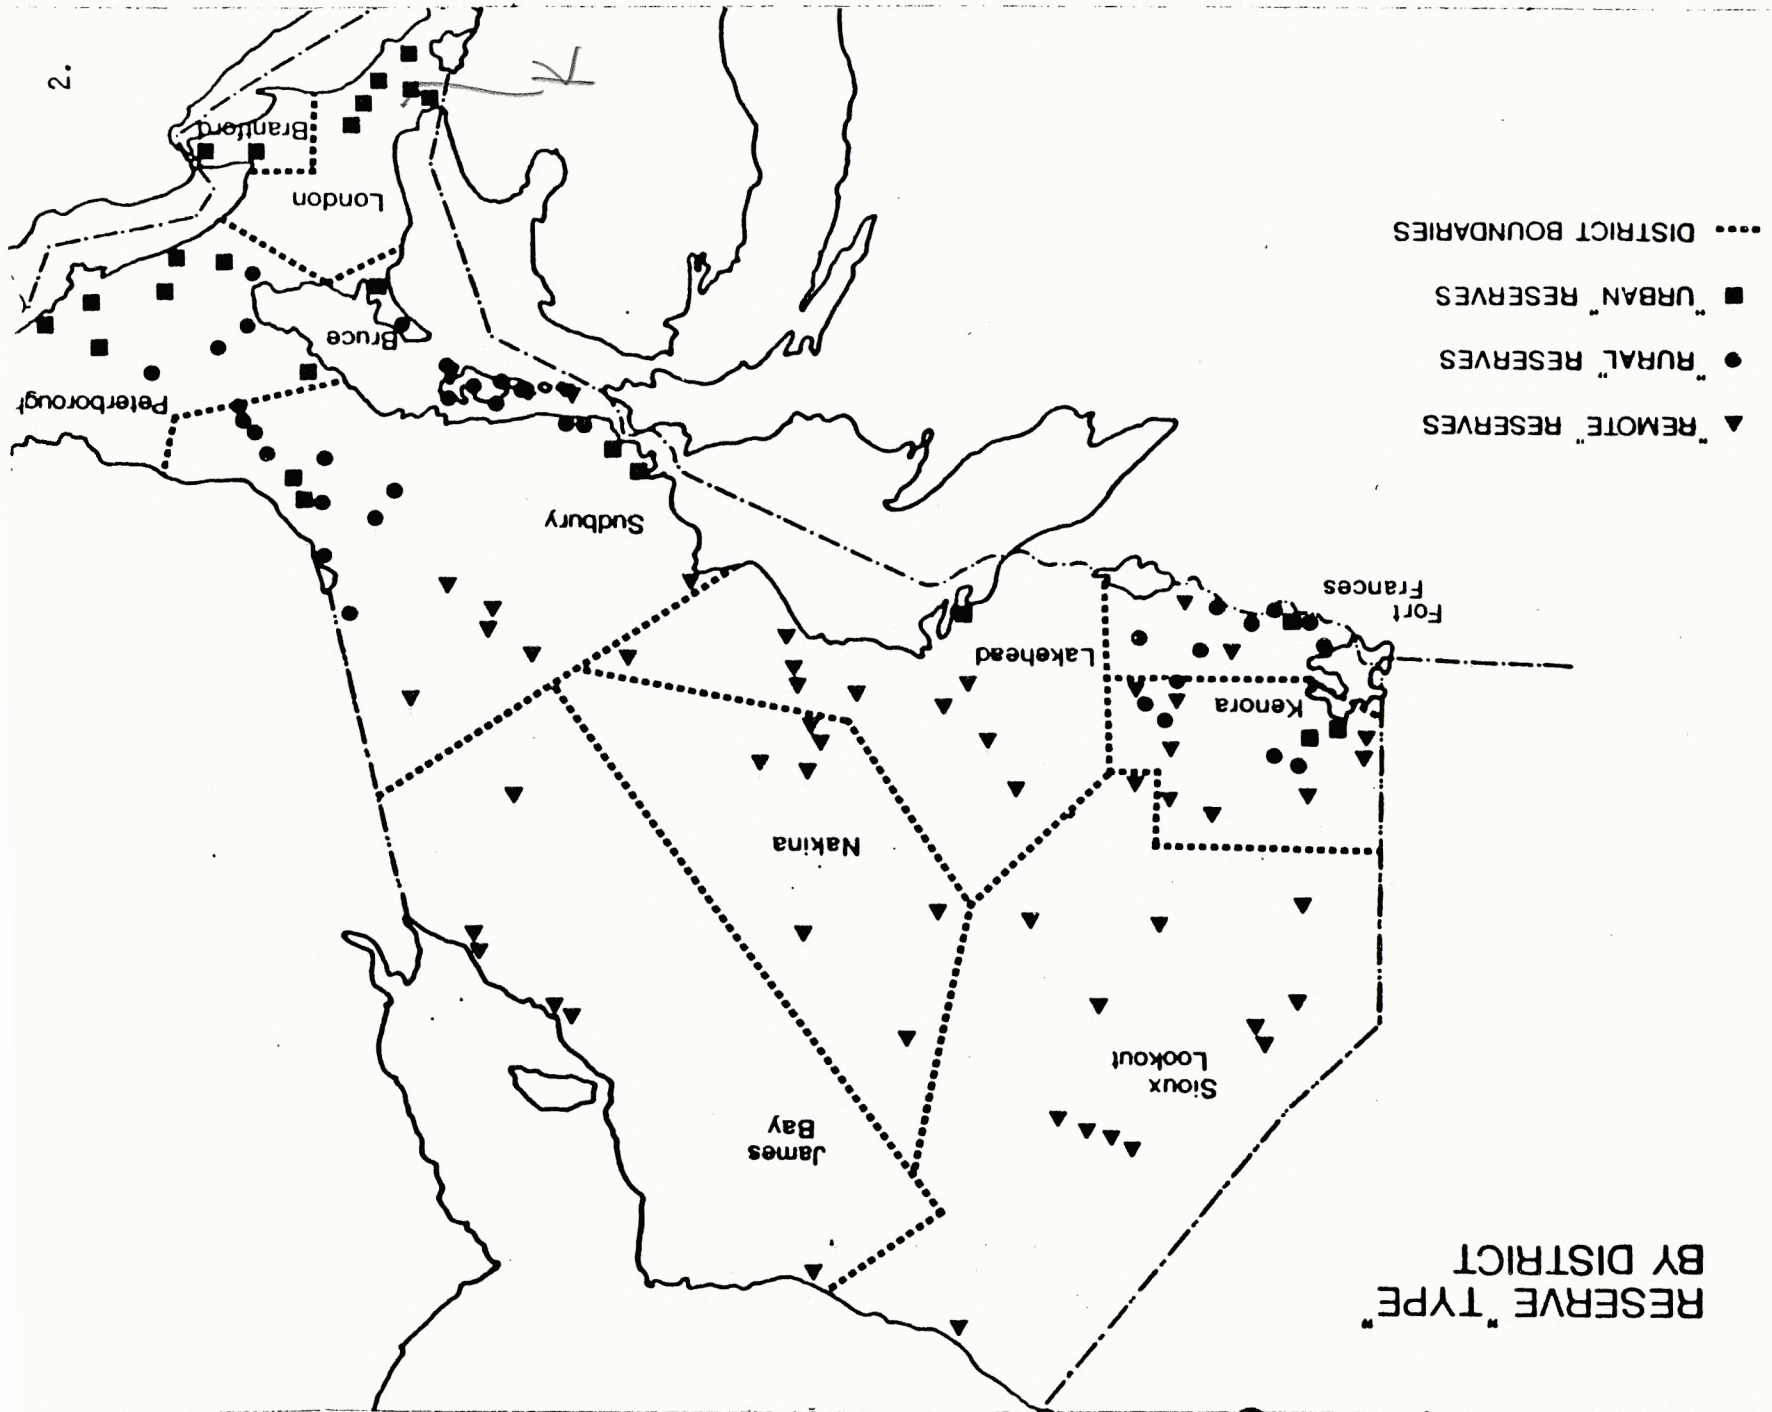 RESERVE "TYPE"
BY DISTRICT
Sioux
Lookout
James
Bay
Nakina
Kenora
Lakehead
Fort
Frances
Sudbury
"REMOTE" RESERVES
"RURAL" RESERVES
"URBAN" RESERVES
DISTRICT BOUNDARIES
Peterborough
Bruce
London
Brantford
2.